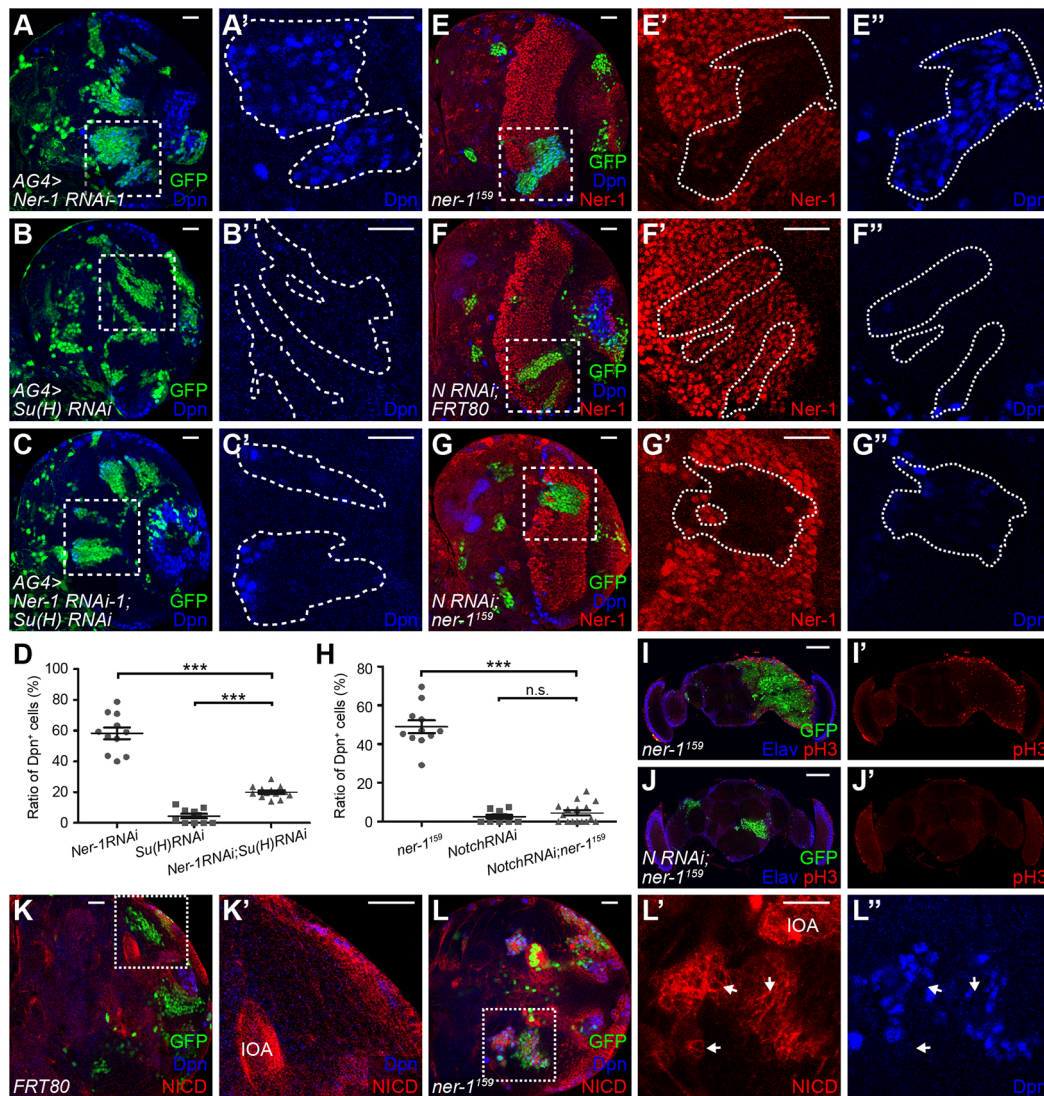 A
AG4>
Ner-1 RNAi-1
GFP
Dpn
A'
Dpn
E
ner-1¹⁵⁹
GFP
Dpn
Ner-1
E'
Ner-1
E''
Dpn
B
AG4>
Su(H) RNAi
GFP
Dpn
B'
Dpn
F
N RNAi;
FRT80
GFP
Dpn
Ner-1
F'
Ner-1
F''
Dpn
C
AG4>
Ner-1 RNAi-1;
Su(H) RNAi
GFP
Dpn
C'
Dpn
G
N RNAi;
ner-1¹⁵⁹
GFP
Dpn
Ner-1
G'
Ner-1
G''
Dpn
D
Ratio of Dpn⁺ cells (%)
100
80
60
40
20
0
***
***
Ner-1RNAi
Su(H)RNAi
Ner-1RNAi;Su(H)RNAi
H
Ratio of Dpn⁺ cells (%)
80
60
40
20
0
***
n.s.
ner-1¹⁵⁹
NotchRNAi
NotchRNAi;ner-1¹⁵⁹
I
ner-1¹⁵⁹
GFP
Elav pH3
I'
pH3
J
N RNAi;
ner-1¹⁵⁹
GFP
Elav pH3
J'
pH3
K
FRT80
GFP
Dpn
NICD
K'
IOA
Dpn
NICD
L
ner-1¹⁵⁹
GFP
Dpn
NICD
L'
IOA
NICD
L''
Dpn